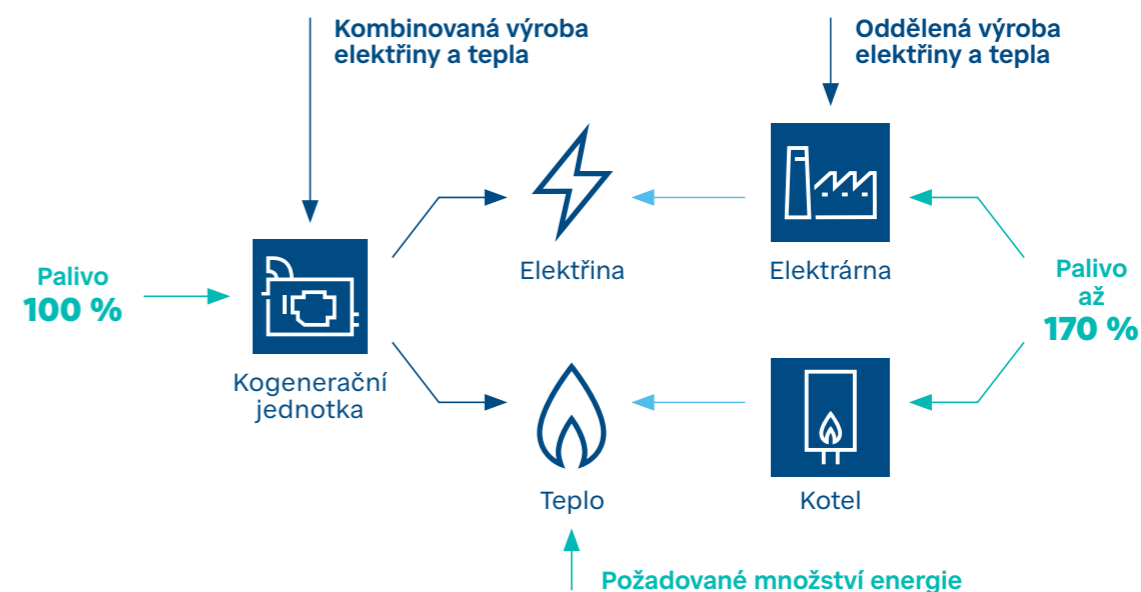 Kombinovaná výroba
elektřiny a tepla
Oddělená výroba
elektřiny a tepla
Elektřina
Elektrárna
Palivo
100 %
Palivo
až
170 %
Kogenerační
jednotka
Teplo
Kotel
Požadované množství energie